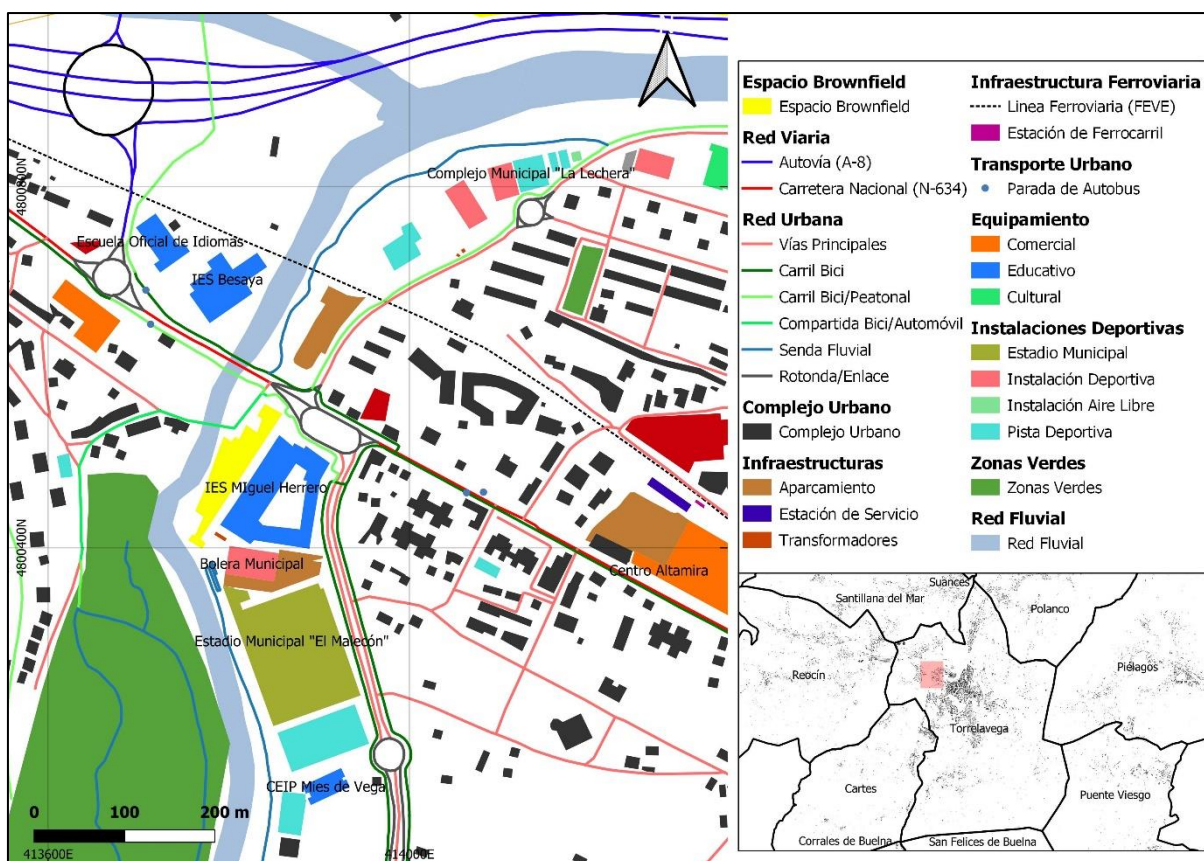 4800800N
4800400N
413600E
414000E
Complejo Municipal "La Lechera"
Escuela Oficial de Idiomas
IES Besaya
IES MIguel Herrero
Bolera Municipal
Centro Altamira
Estadio Municipal "El Malecón"
CEIP Mies de Vega
0 100 200 m
Espacio Brownfield
Espacio Brownfield
Red Viaria
Autovía (A-8)
Carretera Nacional (N-634)
Red Urbana
Vías Principales
Carril Bici
Carril Bici/Peatonal
Compartida Bici/Automóvil
Senda Fluvial
Rotonda/Enlace
Complejo Urbano
Complejo Urbano
Infraestructuras
Aparcamiento
Estación de Servicio
Transformadores
Infraestructura Ferroviaria
Linea Ferroviaria (FEVE)
Estación de Ferrocarril
Transporte Urbano
Parada de Autobus
Equipamiento
Comercial
Educativo
Cultural
Instalaciones Deportivas
Estadio Municipal
Instalación Deportiva
Instalación Aire Libre
Pista Deportiva
Zonas Verdes
Zonas Verdes
Red Fluvial
Red Fluvial
Suances
Santillana del Mar
Polanco
Reocín
Piélagos
Torrelavega
Cartes
Puente Viesgo
Corrales de Buelna
San Felices de Buelna